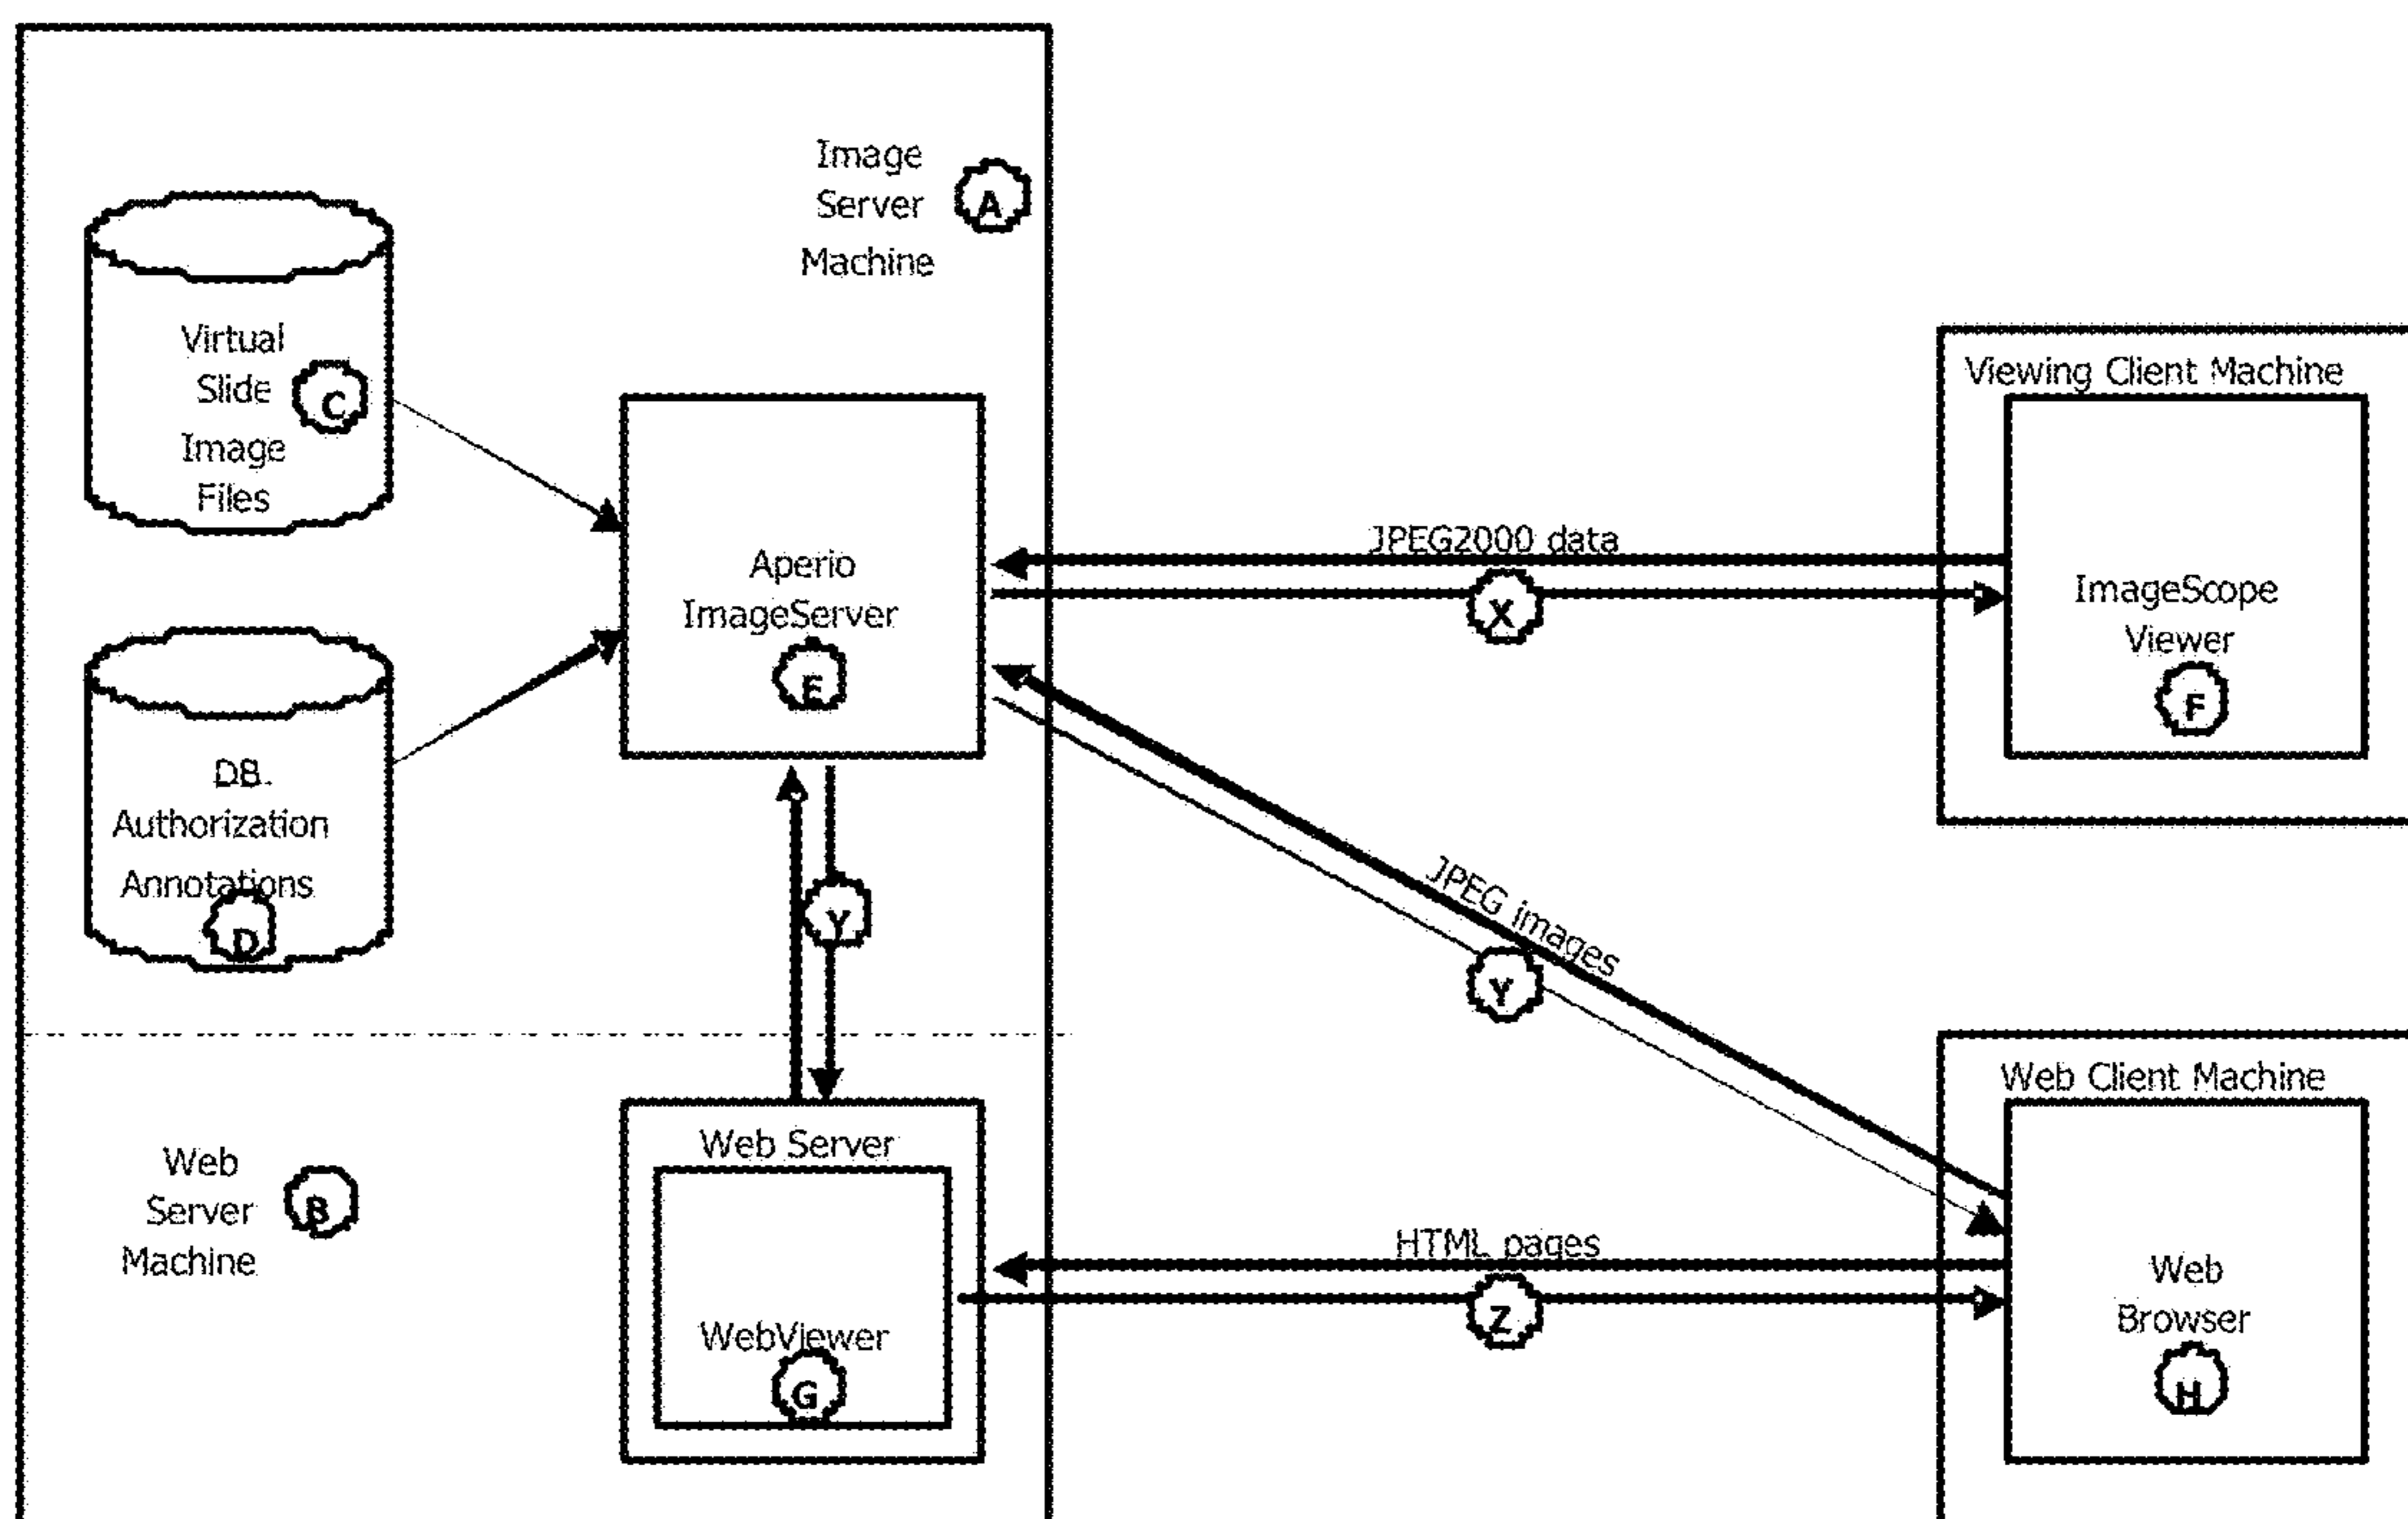 Image
Server
Machine
A
Virtual
Slide
C
Image
Files
DB.
Authorization
Annotations
D
Aperio
ImageServer
E
JPEG2000 data
X
Viewing Client Machine
ImageScope
Viewer
F
Y
JPEG images
Y
Web
Server
Machine
B
Web Server
WebViewer
G
HTML pages
Z
Web Client Machine
Web
Browser
H